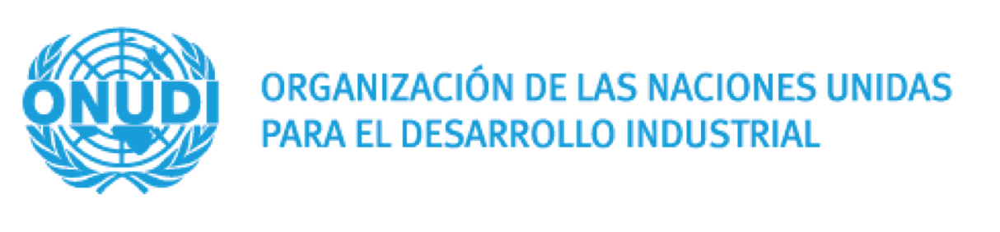 ONUDI
ORGANIZACIÓN DE LAS NACIONES UNIDAS
PARA EL DESARROLLO INDUSTRIAL